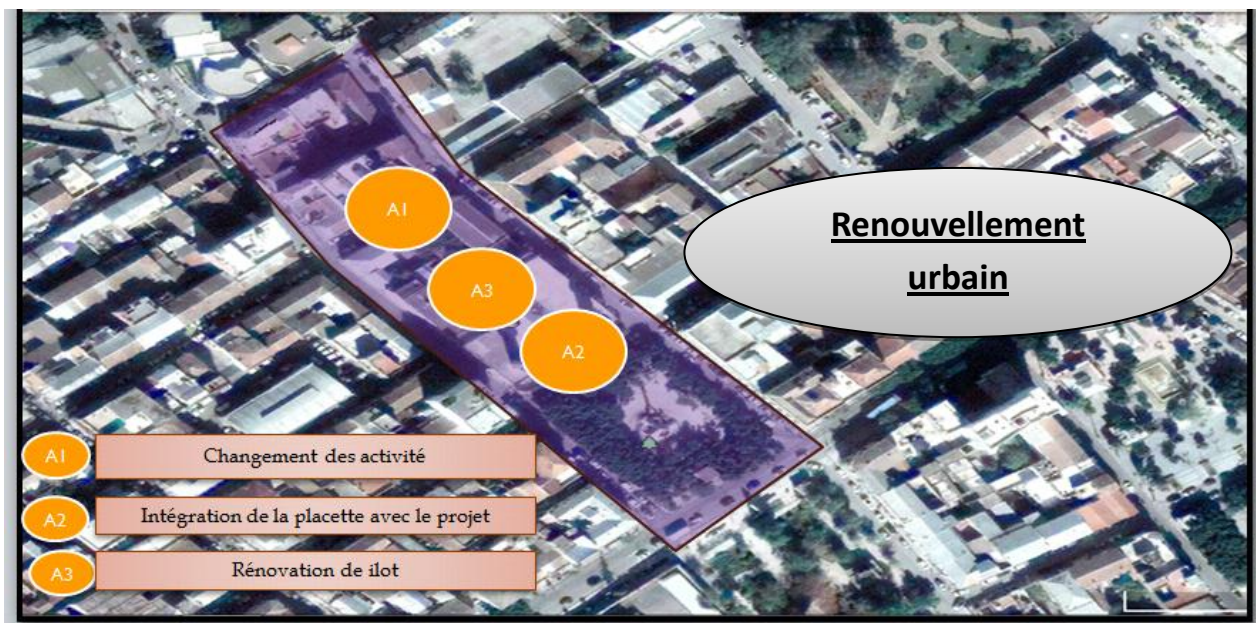 Renouvellement
urbain
A1
A3
A2
A1 Changement des activité
A2 Intégration de la placette avec le projet
A3 Rénovation de ilot